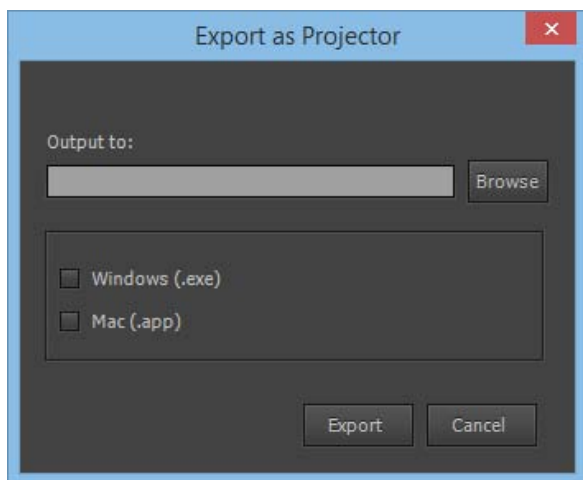 Export as Projector
Output to:
Browse
Windows (.exe)
Mac (.app)
Export
Cancel